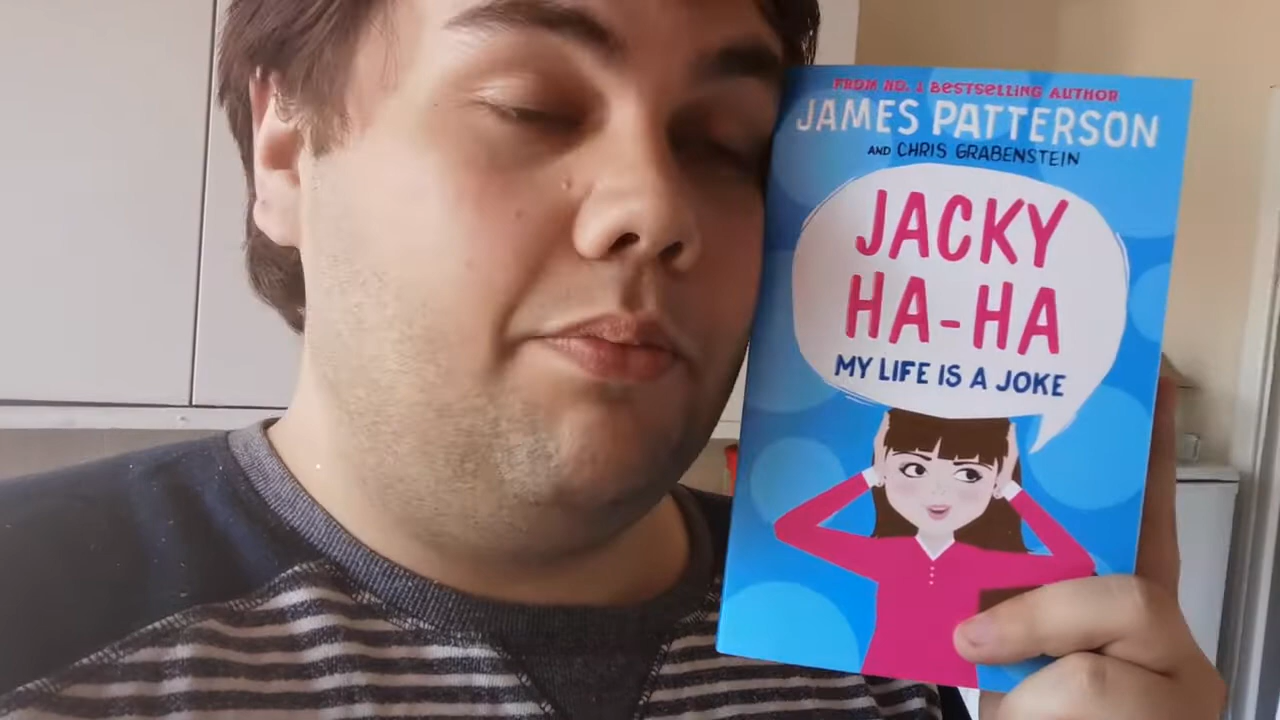 FROM NO. 1 BESTSELLING AUTHOR
JAMES PATTERSON
AND CHRIS GRABENSTEIN
JACKY
HA-HA
MY LIFE IS A JOKE